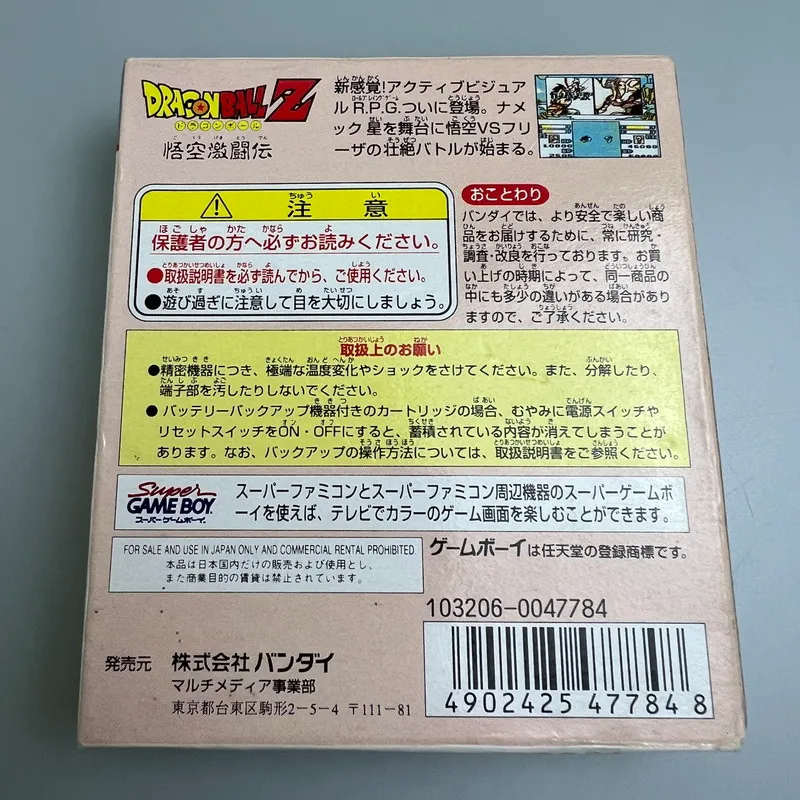 DRAGON BALL Z
ドラゴンボール
悟空激闘伝
新感覚!アクティブビジュア
ルR.P.G.ついに登場。ナメ
ック星を舞台に悟空VSフリ
ーザの壮絶バトルが始まる。
注意
保護者の方へ必ずお読みください。
●取扱説明書を必ず読んでから、ご使用ください。
●遊び過ぎに注意して目を大切にしましょう。
おことわり
バンダイでは、より安全で楽しい商
品をお届けするために、常に研究・
調査・改良を行っております。お買
い上げの時期によって、同一商品の
中にも多少の違いがある場合があり
ますので、ご了承ください。
取扱上のお願い
●精密機器につき、極端な温度変化やショックをさけてください。また、分解したり、
端子部を汚したりしないでください。
●バッテリーバックアップ機器付きのカートリッジの場合、むやみに電源スイッチや
リセットスイッチをON・OFFにすると、蓄積されている内容が消えてしまうことが
あります。なお、バックアップの操作方法については、取扱説明書をご参照ください。
Super
GAME BOY
スーパーゲームボーイ
スーパーファミコンとスーパーファミコン周辺機器のスーパーゲームボ
ーイを使えば、テレビでカラーのゲーム画面を楽しむことができます。
FOR SALE AND USE IN JAPAN ONLY AND COMMERCIAL RENTAL PROHIBITED.
本品は日本国内だけの販売および使用とし、
また商業目的の賃貸は禁止されています。
ゲームボーイは任天堂の登録商標です。
103206-0047784
発売元 株式会社バンダイ
マルチメディア事業部
東京都台東区駒形2-5-4 〒111-81
4902425 477848